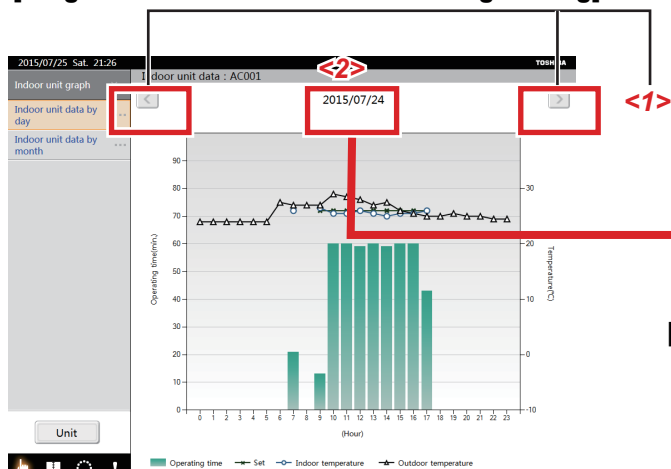 2015/07/25 Sat. 21:26
<2>
TOSHIBA
Indoor unit graph
Indoor unit data : AC001
<
2015/07/24
>
<1>
Indoor unit data by
day
...
Indoor unit data by
month
...
90
80
70
60
50
40
30
20
10
0
Operating time(min.)
30
20
10
0
-10
Temperature(℃)
0 1 2 3 4 5 6 7 8 9 10 11 12 13 14 15 16 17 18 19 20 21 22 23
(Hour)
Unit
Operating time Set Indoor temperature Outdoor temperature